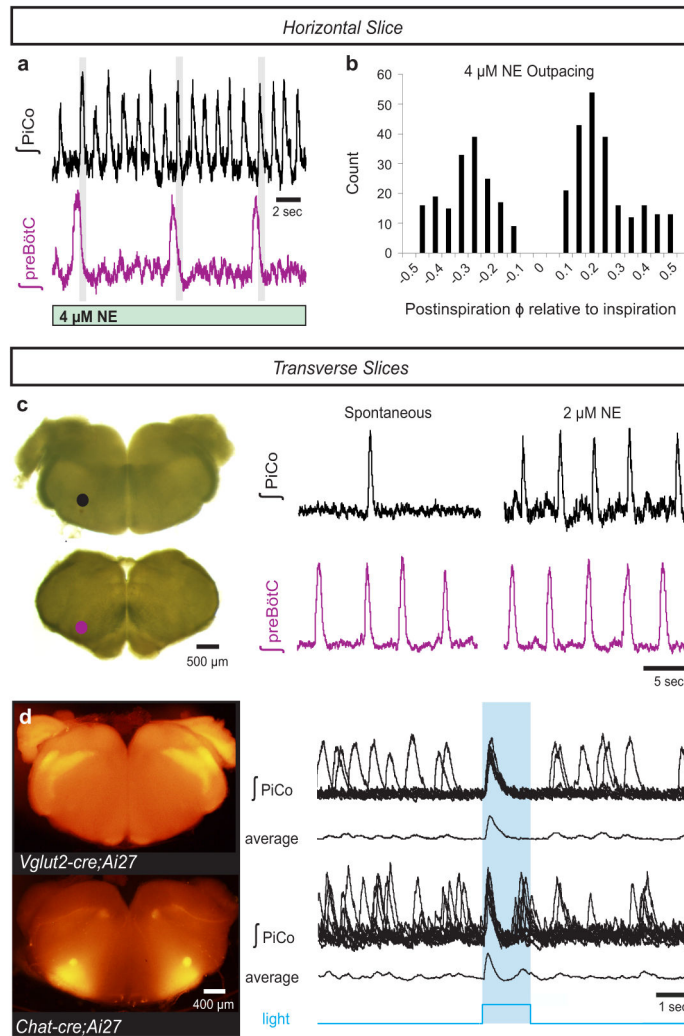 Horizontal Slice
a
∫ PiCo
∫ preBötC
2 sec
4 µM NE
b
4 µM NE Outpacing
Count
60
50
40
30
20
10
0
-0.5
-0.4
-0.3
-0.2
-0.1
0
0.1
0.2
0.3
0.4
0.5
Postinspiration ϕ relative to inspiration
Transverse Slices
c
500 µm
Spontaneous
2 µM NE
∫ PiCo
∫ preBötC
5 sec
d
Vglut2-cre;Ai27
Chat-cre;Ai27
400 µm
∫ PiCo
average
∫ PiCo
average
light
1 sec